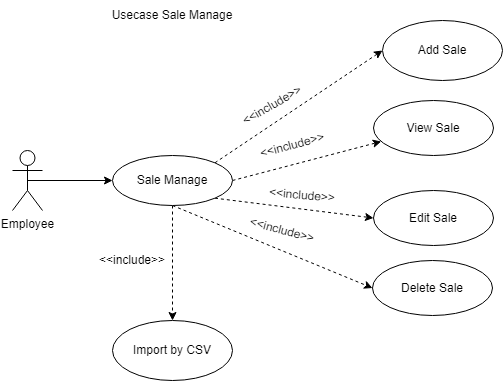 Usecase Sale Manage
Add Sale
<<include>>
View Sale
<<include>>
Sale Manage
<<include>>
Edit Sale
Employee
<<include>>
<<include>>
Delete Sale
Import by CSV